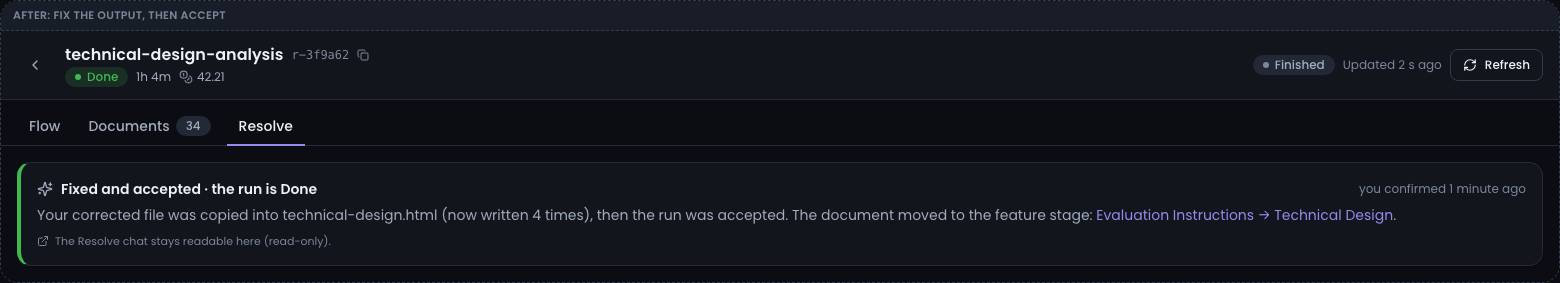 AFTER: FIX THE OUTPUT, THEN ACCEPT
technical-design-analysis r-3f9a62
Done 1h 4m 42.21
Finished Updated 2 s ago Refresh
Flow Documents 34 Resolve
Fixed and accepted · the run is Done you confirmed 1 minute ago
Your corrected file was copied into technical-design.html (now written 4 times), then the run was accepted. The document moved to the feature stage: Evaluation Instructions → Technical Design.
The Resolve chat stays readable here (read-only).